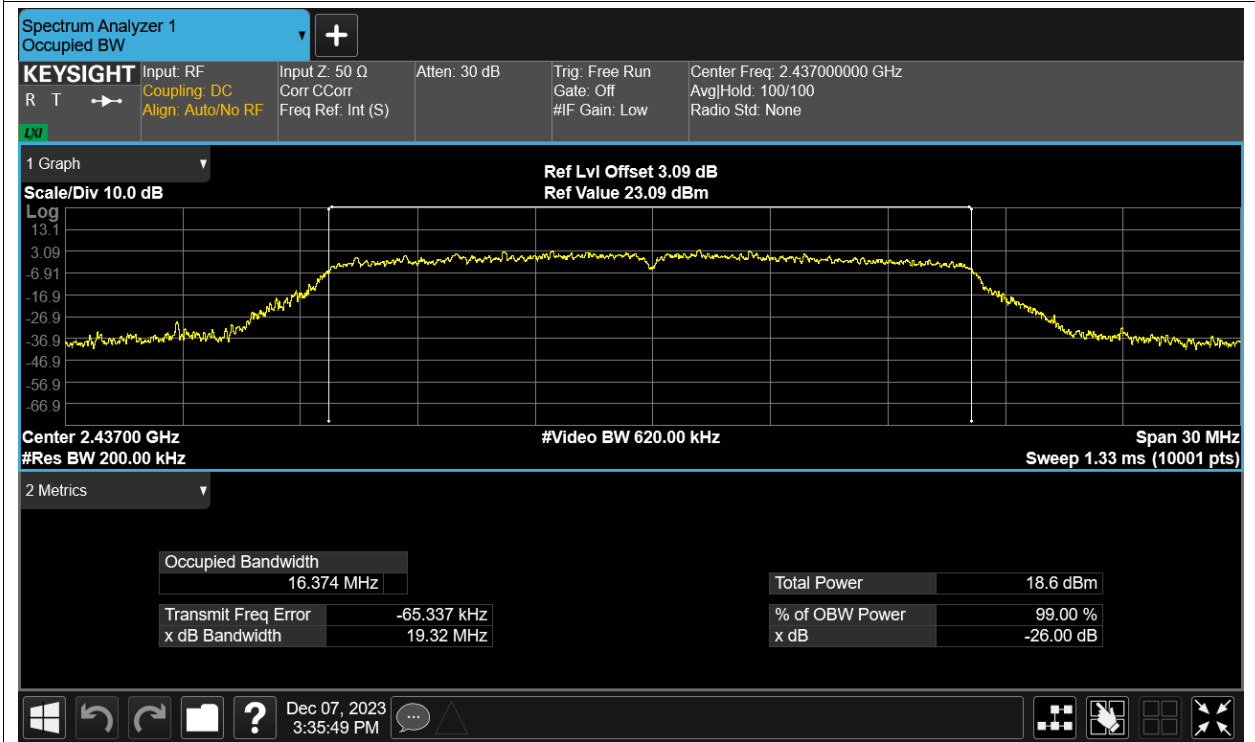 Spectrum Analyzer 1
Occupied BW
KEYSIGHT
R T
LXI
Input: RF
Coupling: DC
Align: Auto/No RF
Input Z: 50 Ω
Corr CCorr
Freq Ref: Int (S)
Atten: 30 dB
Trig: Free Run
Gate: Off
#IF Gain: Low
Center Freq: 2.437000000 GHz
Avg|Hold: 100/100
Radio Std: None
1 Graph
Scale/Div 10.0 dB
Ref Lvl Offset 3.09 dB
Ref Value 23.09 dBm
Log
13.1
3.09
-6.91
-16.9
-26.9
-36.9
-46.9
-56.9
-66.9
Center 2.43700 GHz
#Res BW 200.00 kHz
#Video BW 620.00 kHz
Span 30 MHz
Sweep 1.33 ms (10001 pts)
2 Metrics
Occupied Bandwidth
16.374 MHz
Transmit Freq Error -65.337 kHz
x dB Bandwidth 19.32 MHz
Total Power 18.6 dBm
% of OBW Power 99.00 %
x dB -26.00 dB
?
Dec 07, 2023
3:35:49 PM